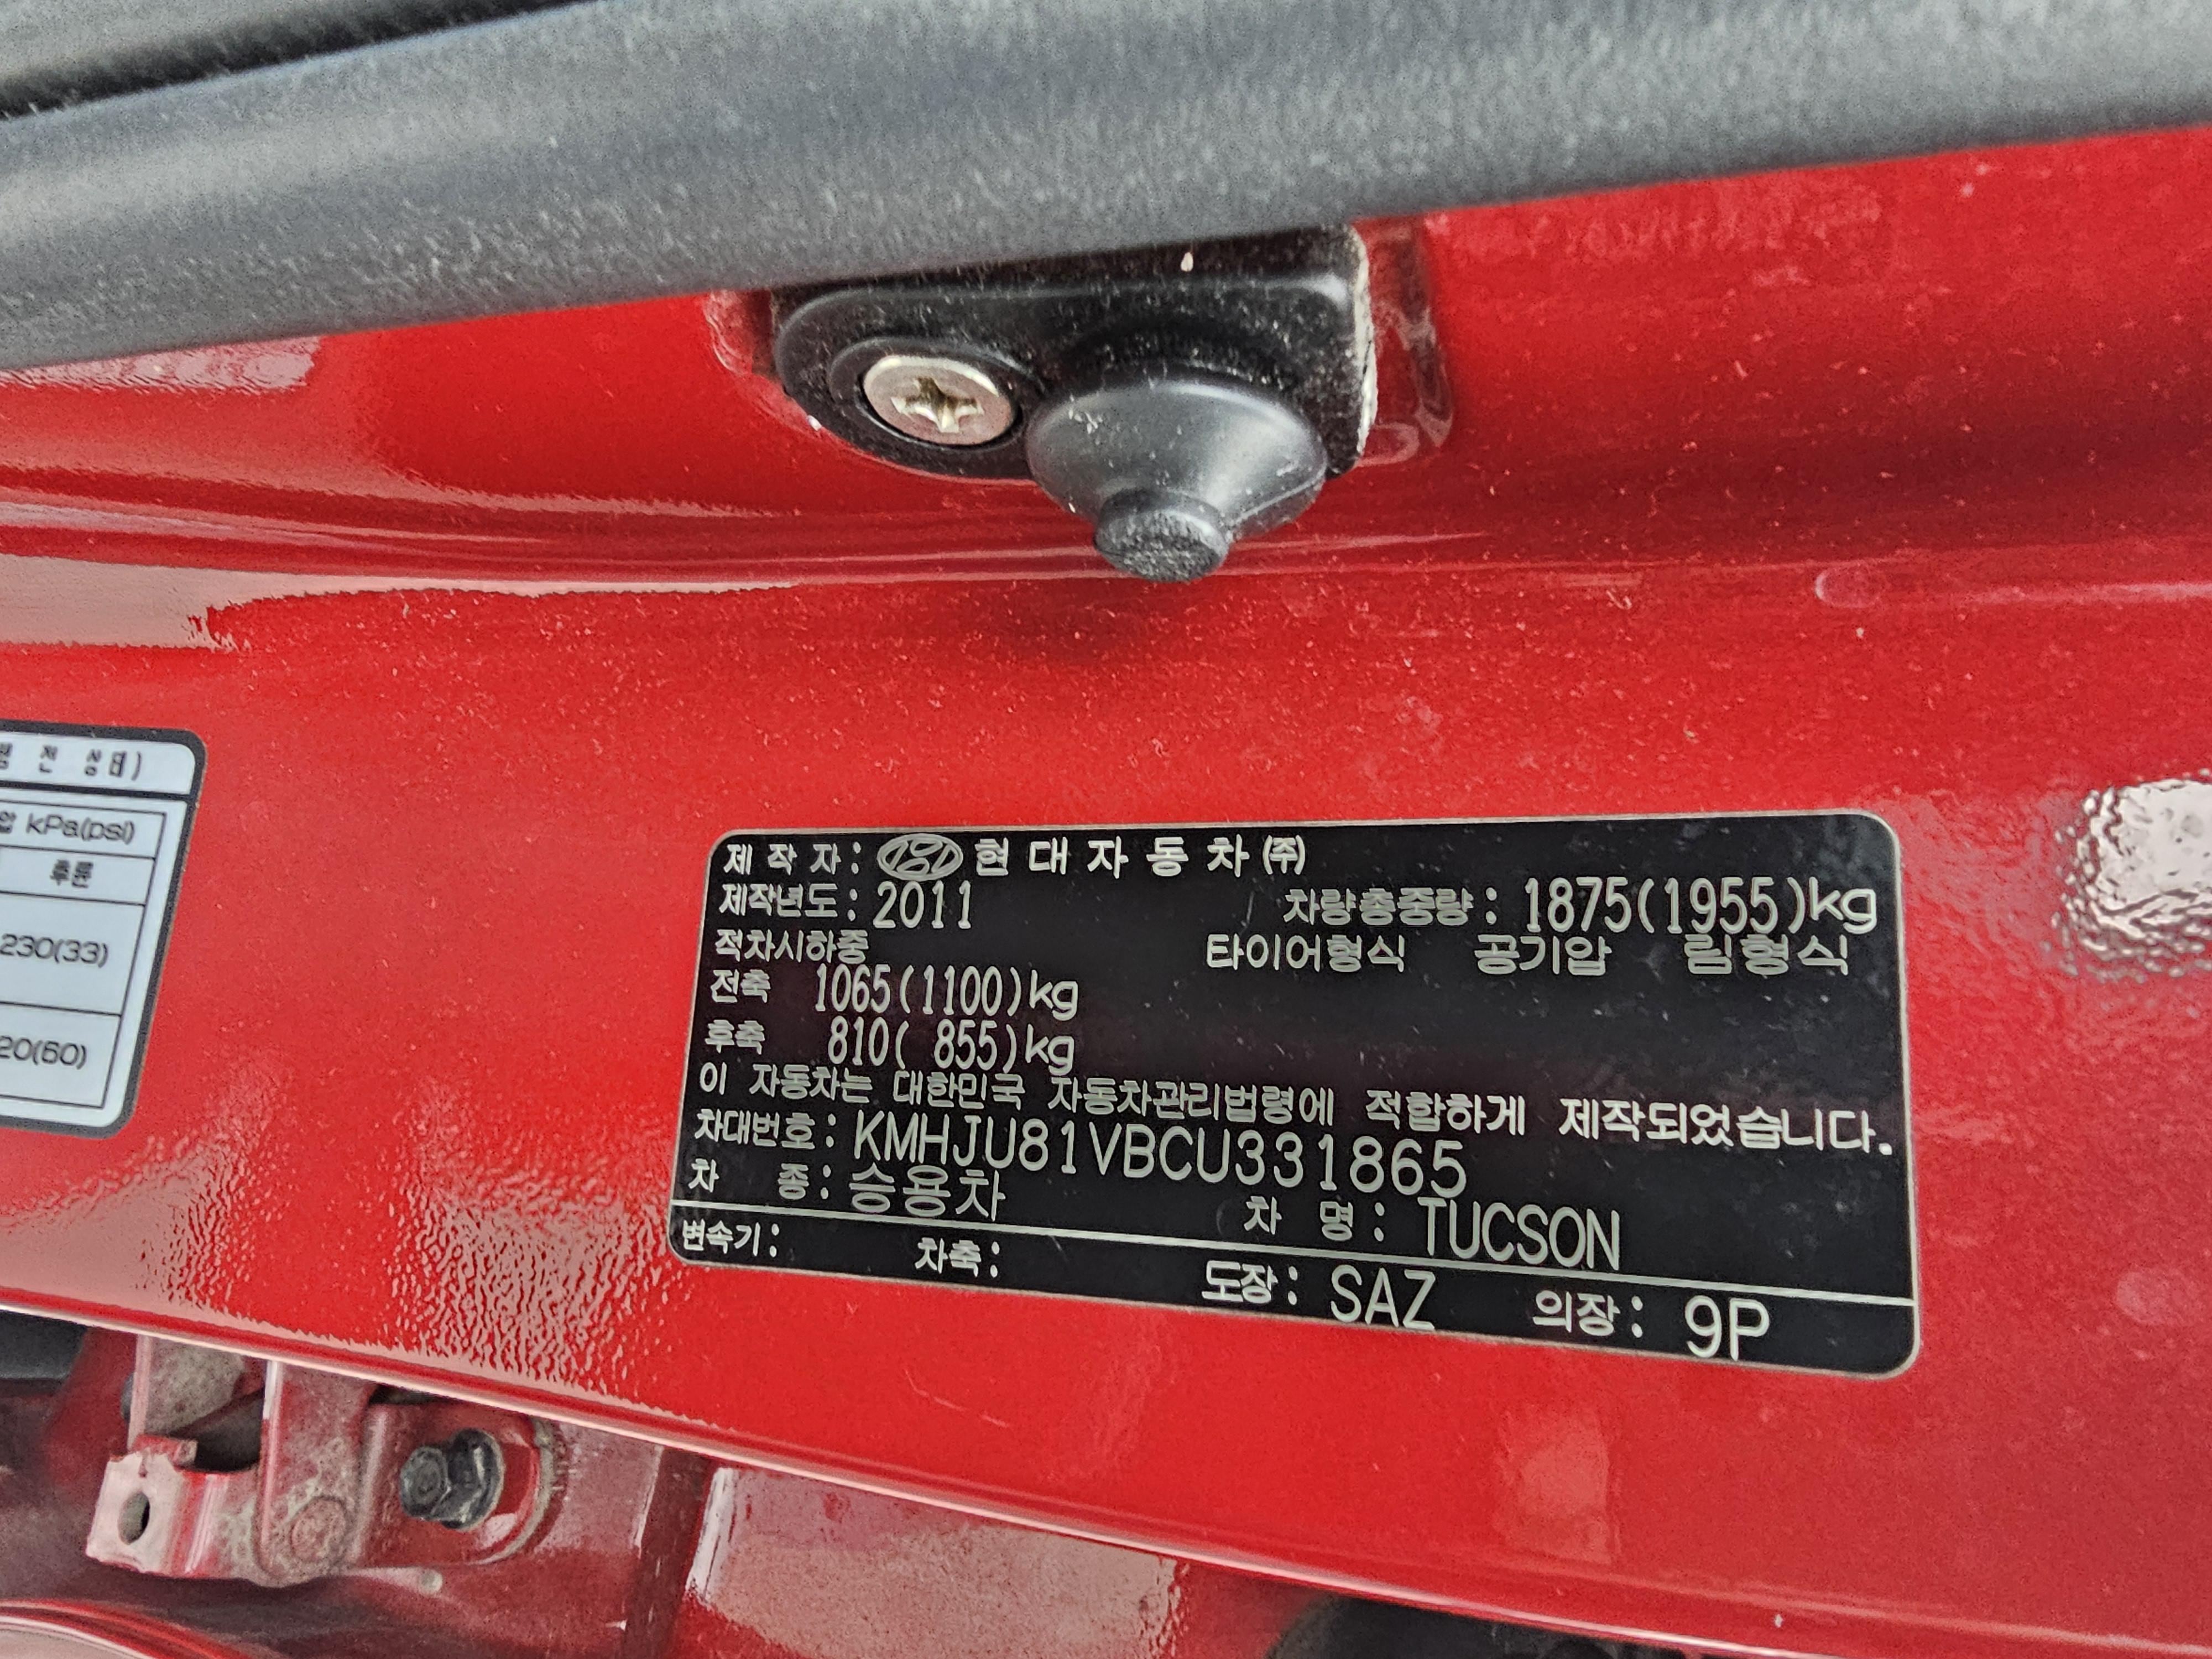 전 상태)
압 kPa(psi)
후륜
230(33)
20(60)
제 작 자 : 현 대 자 동 차 ㈜
제작년도 : 2011 차량총중량 : 1875(1955)kg
적차시하중 타이어형식 공기압 림형식
전축 1065(1100)kg
후축 810( 855)kg
이 자동차는 대한민국 자동차관리법령에 적합하게 제작되었습니다.
차대번호 : KMHJU81VBCU331865
차 종 : 승용차 차 명 : TUCSON
변속기 : 차축 : 도장 : SAZ 의장 : 9P